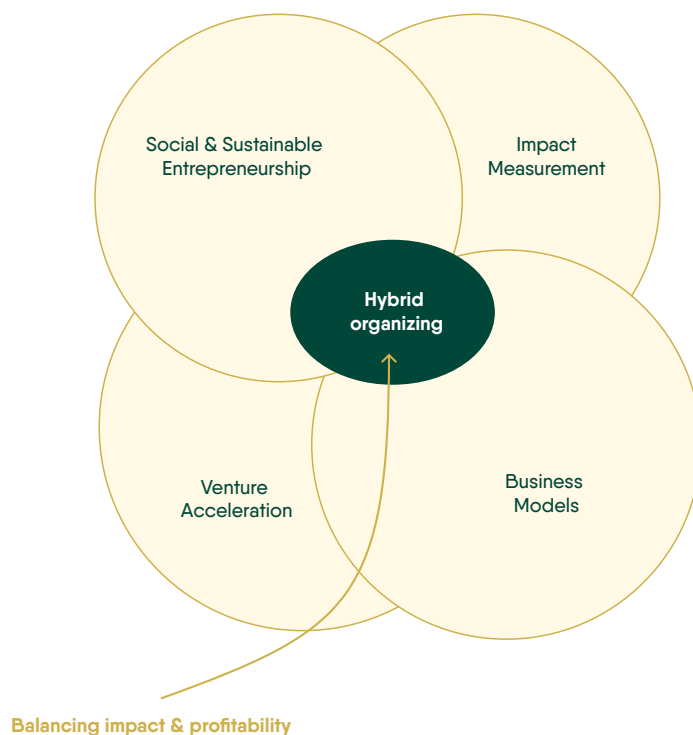 Social & Sustainable
Entrepreneurship
Impact
Measurement
Hybrid
organizing
Venture
Acceleration
Business
Models
Balancing impact & profitability